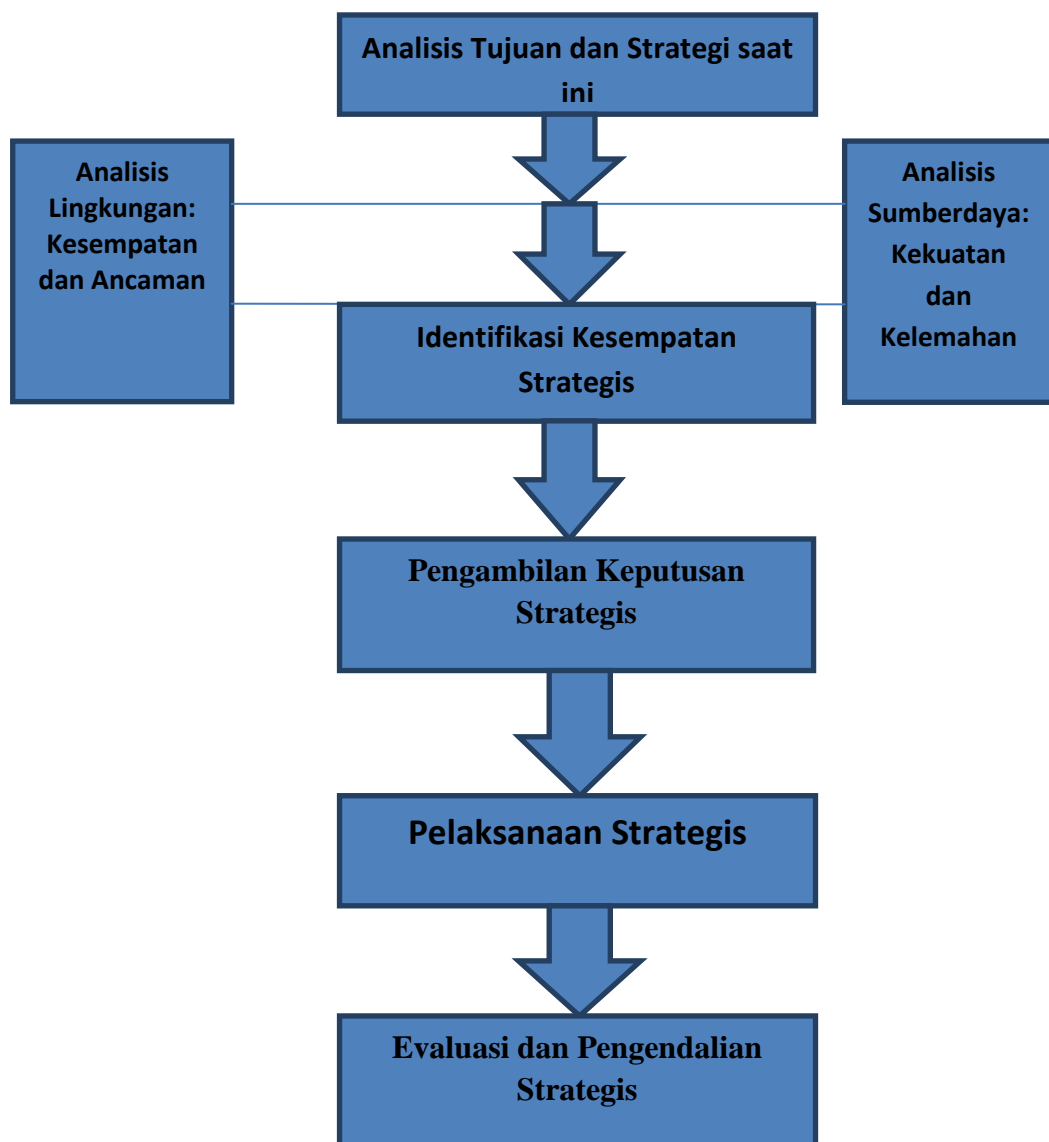 Analisis Tujuan dan Strategi saat
ini
Analisis
Lingkungan:
Kesempatan
dan Ancaman
Analisis
Sumberdaya:
Kekuatan
dan
Kelemahan
Identifikasi Kesempatan
Strategis
Pengambilan Keputusan
Strategis
Pelaksanaan Strategis
Evaluasi dan Pengendalian
Strategis